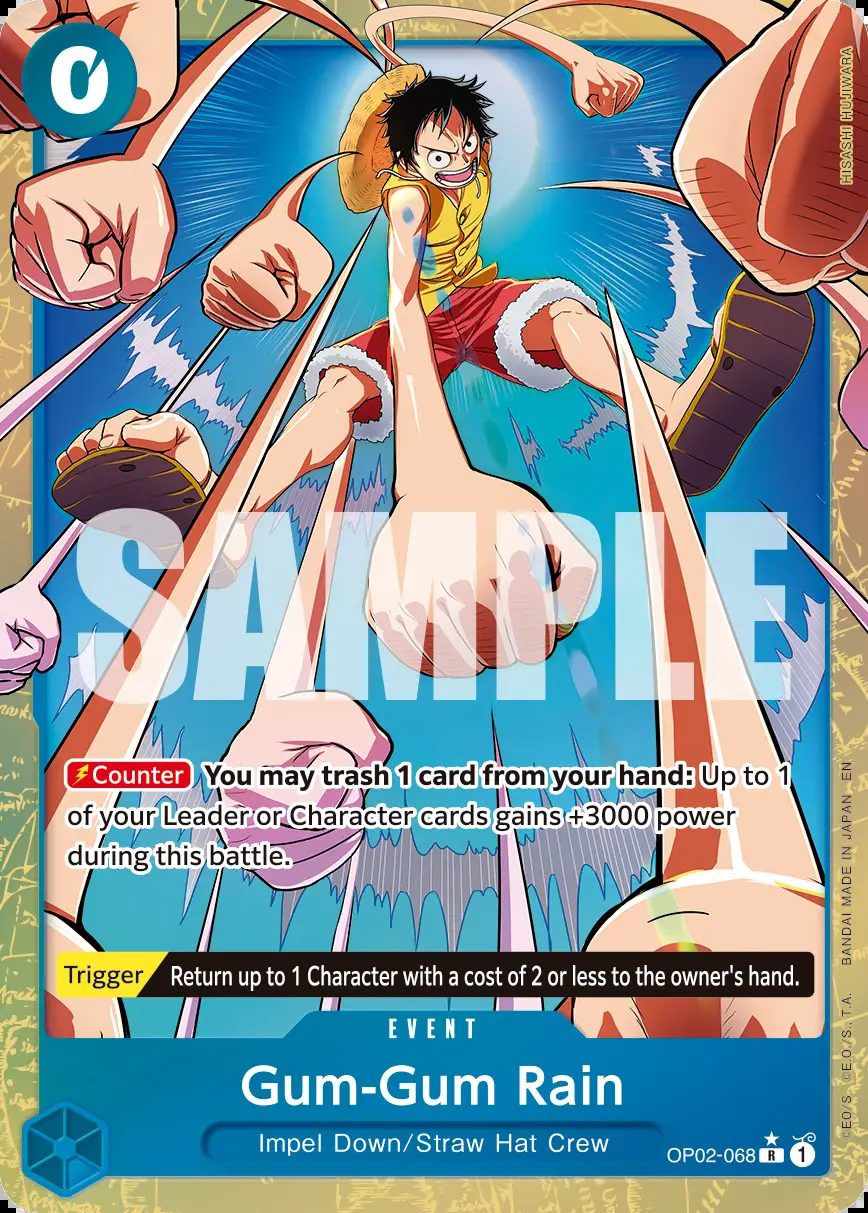 0
HISASHI HUJIWARA
SAMPLE
Counter You may trash 1 card from your hand: Up to 1
of your Leader or Character cards gains +3000 power
during this battle.
Trigger Return up to 1 Character with a cost of 2 or less to the owner's hand.
EVENT
Gum-Gum Rain
Impel Down/Straw Hat Crew
OP02-068 R 1
©EO/S. ©E.O./S., T.A. BANDAI MADE IN JAPAN EN